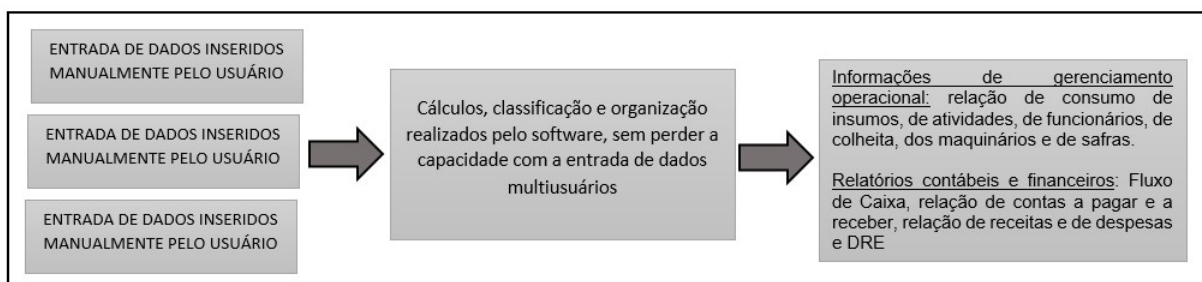 ENTRADA DE DADOS INSERIDOS
MANUALMENTE PELO USUÁRIO
ENTRADA DE DADOS INSERIDOS
MANUALMENTE PELO USUÁRIO
ENTRADA DE DADOS INSERIDOS
MANUALMENTE PELO USUÁRIO
Cálculos, classificação e organização
realizados pelo software, sem perder a
capacidade com a entrada de dados
multiusuários
Informações de gerenciamento
operacional: relação de consumo de
insumos, de atividades, de funcionários, de
colheita, dos maquinários e de safras.
Relatórios contábeis e financeiros: Fluxo
de Caixa, relação de contas a pagar e a
receber, relação de receitas e de despesas
e DRE